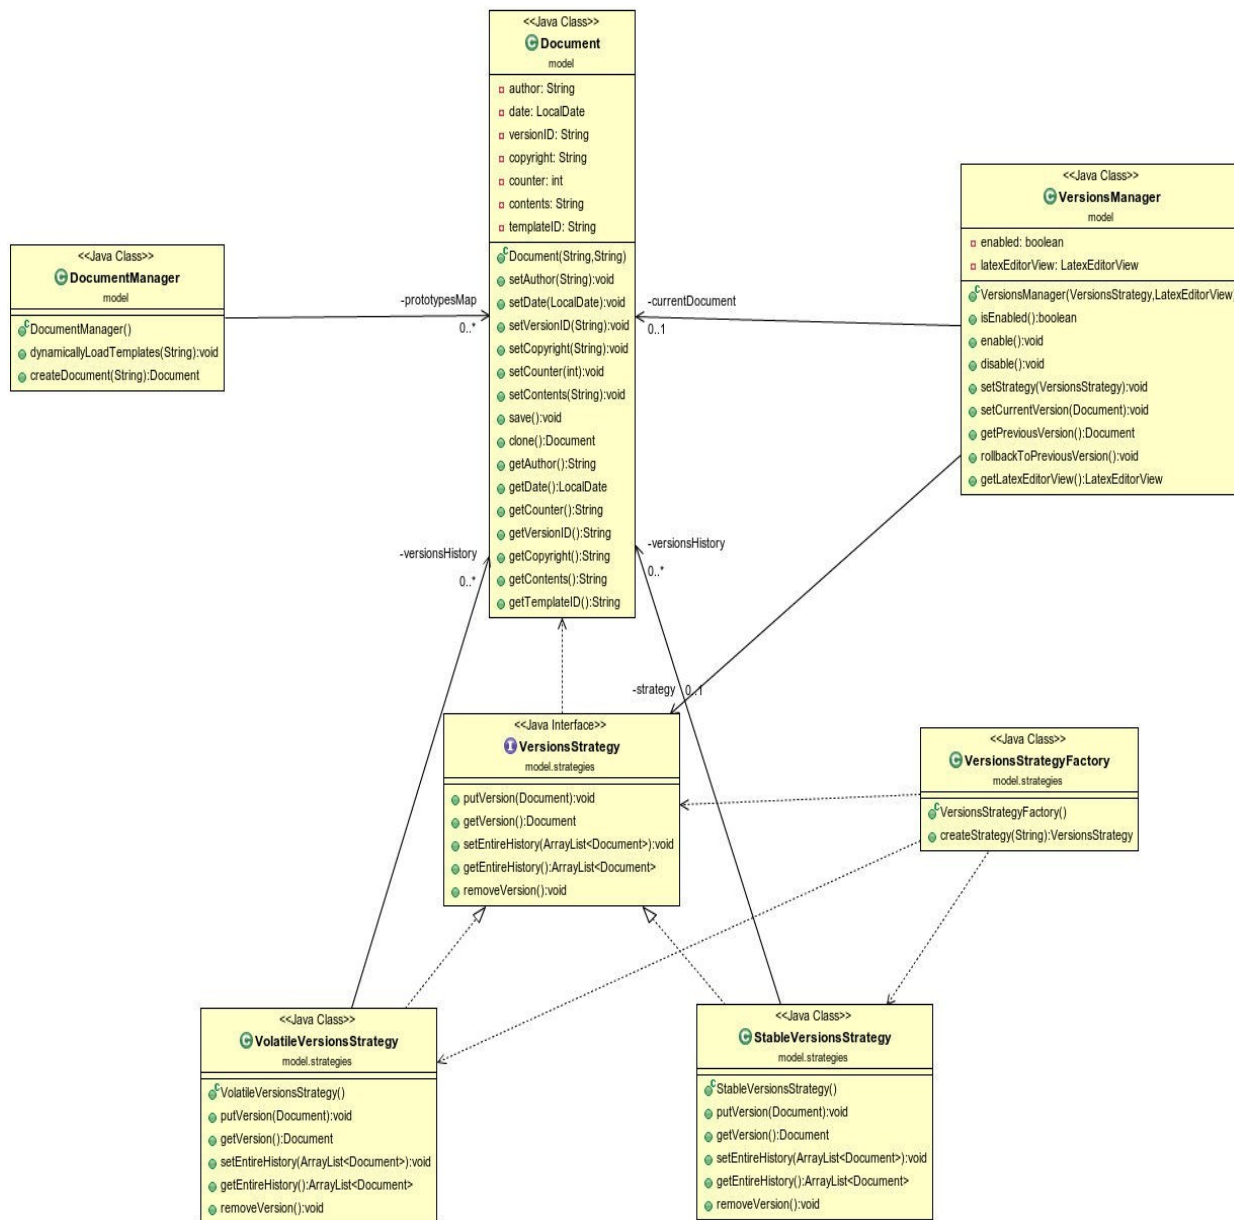 <<Java Class>>
Document
model
author: String
date: LocalDate
versionID: String
copyright: String
counter: int
contents: String
templateID: String
Document(String,String)
setAuthor(String):void
setDate(LocalDate):void
setVersionID(String):void
setCopyright(String):void
setCounter(int):void
setContents(String):void
save():void
clone():Document
getAuthor():String
getDate():LocalDate
getCounter():String
getVersionID():String
getCopyright():String
getContents():String
getTemplateID():String
<<Java Class>>
DocumentManager
model
DocumentManager()
dynamicallyLoadTemplates(String):void
createDocument(String):Document
-prototypesMap
0..*
<<Java Class>>
VersionsManager
model
enabled: boolean
latexEditorView: LatexEditorView
VersionsManager(VersionsStrategy,LatexEditorView)
isEnabled():boolean
enable():void
disable():void
setStrategy(VersionsStrategy):void
setCurrentVersion(Document):void
getPreviousVersion():Document
rollbackToPreviousVersion():void
getLatexEditorView():LatexEditorView
-currentDocument
0..1
-versionsHistory
0..*
-versionsHistory
0..*
-strategy 0..1
<<Java Interface>>
VersionsStrategy
model.strategies
putVersion(Document):void
getVersion():Document
setEntireHistory(ArrayList<Document>):void
getEntireHistory():ArrayList<Document>
removeVersion():void
<<Java Class>>
VersionsStrategyFactory
model.strategies
VersionsStrategyFactory()
createStrategy(String):VersionsStrategy
<<Java Class>>
VolatileVersionsStrategy
model.strategies
VolatileVersionsStrategy()
putVersion(Document):void
getVersion():Document
setEntireHistory(ArrayList<Document>):void
getEntireHistory():ArrayList<Document>
removeVersion():void
<<Java Class>>
StableVersionsStrategy
model.strategies
StableVersionsStrategy()
putVersion(Document):void
getVersion():Document
setEntireHistory(ArrayList<Document>):void
getEntireHistory():ArrayList<Document>
removeVersion():void